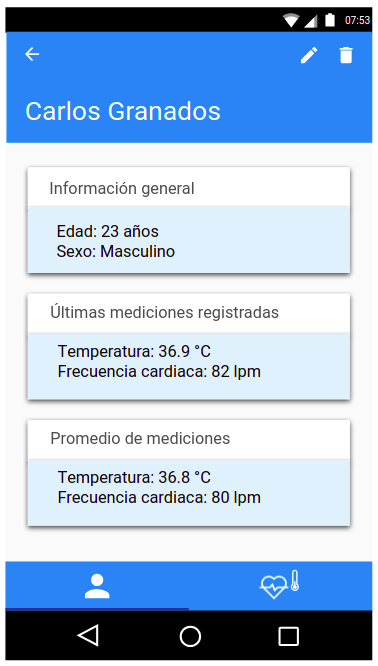 07:53
Carlos Granados
Información general
Edad: 23 años
Sexo: Masculino
Últimas mediciones registradas
Temperatura: 36.9 °C
Frecuencia cardiaca: 82 lpm
Promedio de mediciones
Temperatura: 36.8 °C
Frecuencia cardiaca: 80 lpm